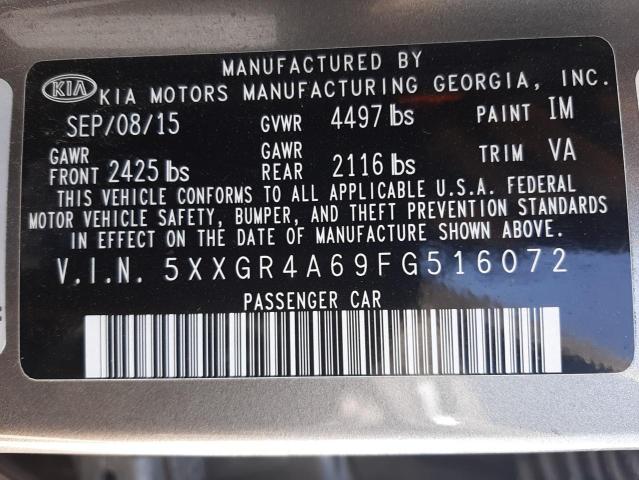 MANUFACTURED BY
KIA KIA MOTORS MANUFACTURING GEORGIA, INC.
SEP/08/15 GVWR 4497 lbs PAINT IM
GAWR FRONT 2425 lbs GAWR REAR 2116 lbs TRIM VA
THIS VEHICLE CONFORMS TO ALL APPLICABLE U.S.A. FEDERAL
MOTOR VEHICLE SAFETY, BUMPER, AND THEFT PREVENTION STANDARDS
IN EFFECT ON THE DATE OF MANUFACTURE SHOWN ABOVE.
V.I.N. 5XXGR4A69FG516072
PASSENGER CAR